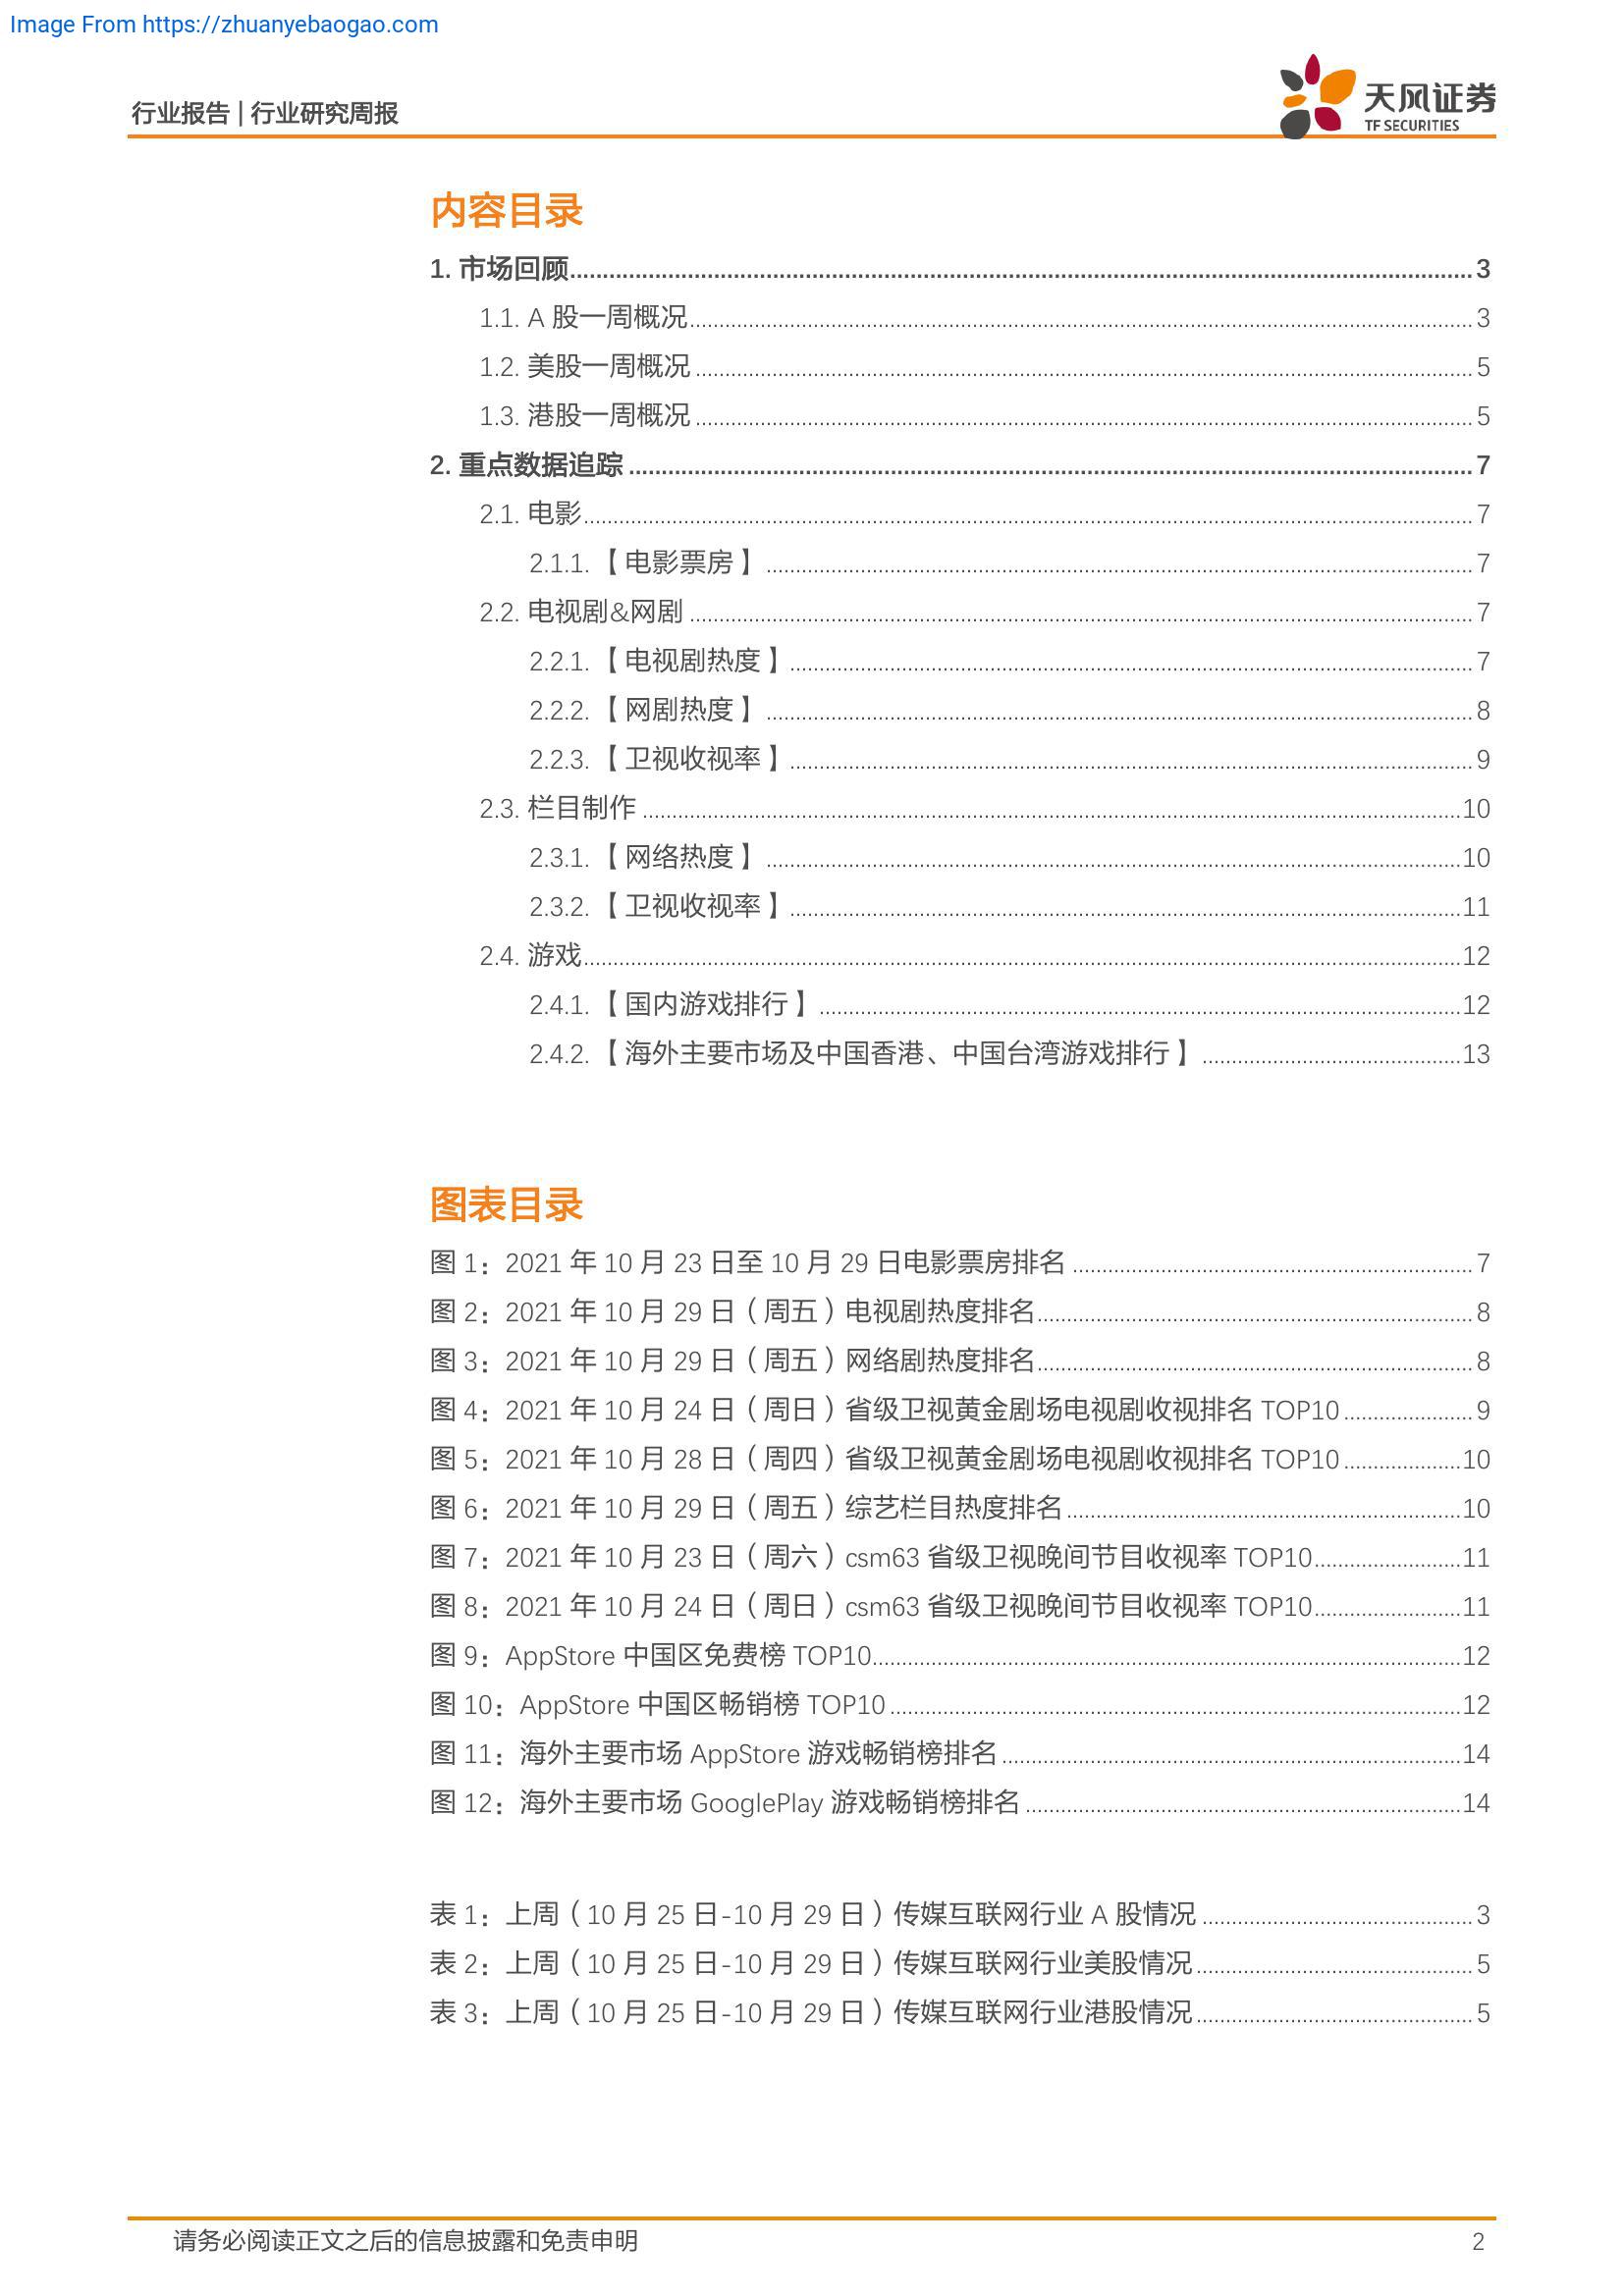 Image From https://zhuanyebaogao.com
行业报告 | 行业研究周报
天风证券
TF SECURITIES
内容目录
1. 市场回顾 3
1.1. A 股一周概况 3
1.2. 美股一周概况 5
1.3. 港股一周概况 5
2. 重点数据追踪 7
2.1. 电影 7
2.1.1. 【电影票房】 7
2.2. 电视剧&网剧 7
2.2.1. 【电视剧热度】 7
2.2.2. 【网剧热度】 8
2.2.3. 【卫视收视率】 9
2.3. 栏目制作 10
2.3.1. 【网络热度】 10
2.3.2. 【卫视收视率】 11
2.4. 游戏 12
2.4.1. 【国内游戏排行】 12
2.4.2. 【海外主要市场及中国香港、中国台湾游戏排行】 13
图表目录
图 1：2021 年 10 月 23 日至 10 月 29 日电影票房排名 7
图 2：2021 年 10 月 29 日（周五）电视剧热度排名 8
图 3：2021 年 10 月 29 日（周五）网络剧热度排名 8
图 4：2021 年 10 月 24 日（周日）省级卫视黄金剧场电视剧收视排名 TOP10 9
图 5：2021 年 10 月 28 日（周四）省级卫视黄金剧场电视剧收视排名 TOP10 10
图 6：2021 年 10 月 29 日（周五）综艺栏目热度排名 10
图 7：2021 年 10 月 23 日（周六）csm63 省级卫视晚间节目收视率 TOP10 11
图 8：2021 年 10 月 24 日（周日）csm63 省级卫视晚间节目收视率 TOP10 11
图 9：AppStore 中国区免费榜 TOP10 12
图 10：AppStore 中国区畅销榜 TOP10 12
图 11：海外主要市场 AppStore 游戏畅销榜排名 14
图 12：海外主要市场 GooglePlay 游戏畅销榜排名 14
表 1：上周（10 月 25 日-10 月 29 日）传媒互联网行业 A 股情况 3
表 2：上周（10 月 25 日-10 月 29 日）传媒互联网行业美股情况 5
表 3：上周（10 月 25 日-10 月 29 日）传媒互联网行业港股情况 5
请务必阅读正文之后的信息披露和免责申明 2